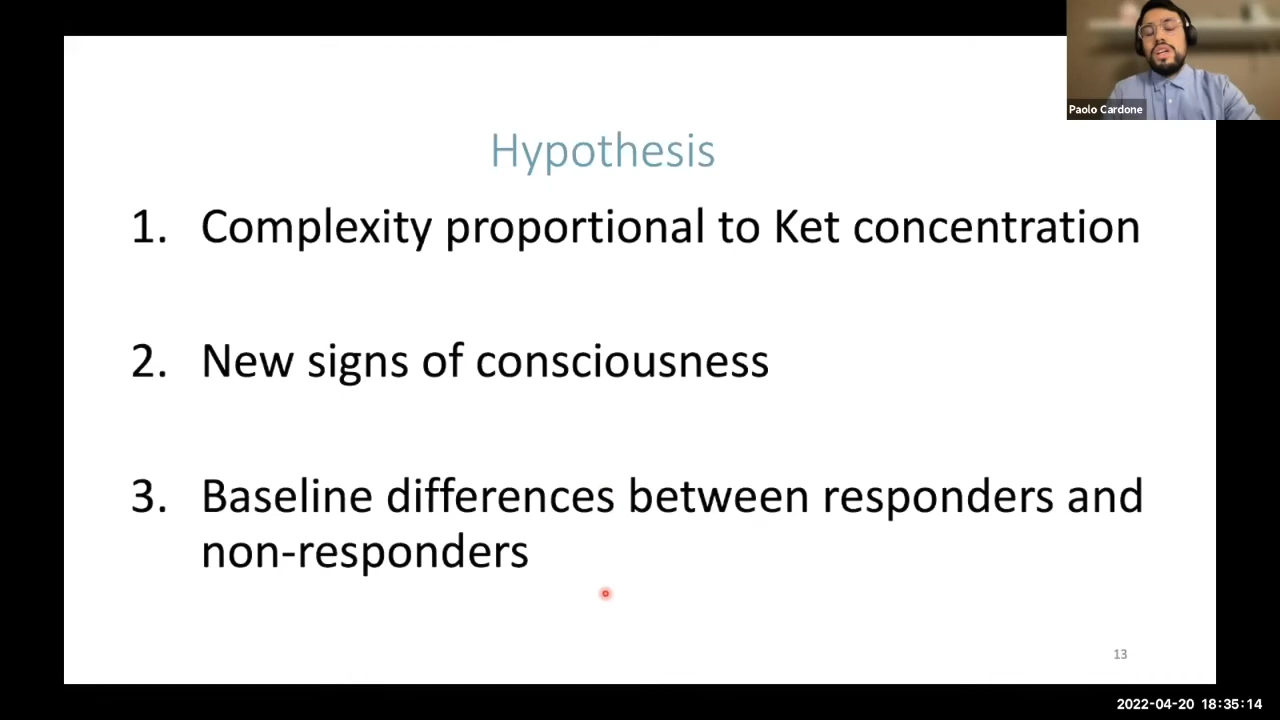 Paolo Cardone
Hypothesis
1. Complexity proportional to Ket concentration
2. New signs of consciousness
3. Baseline differences between responders and
non-responders
13
2022-04-20 18:35:14